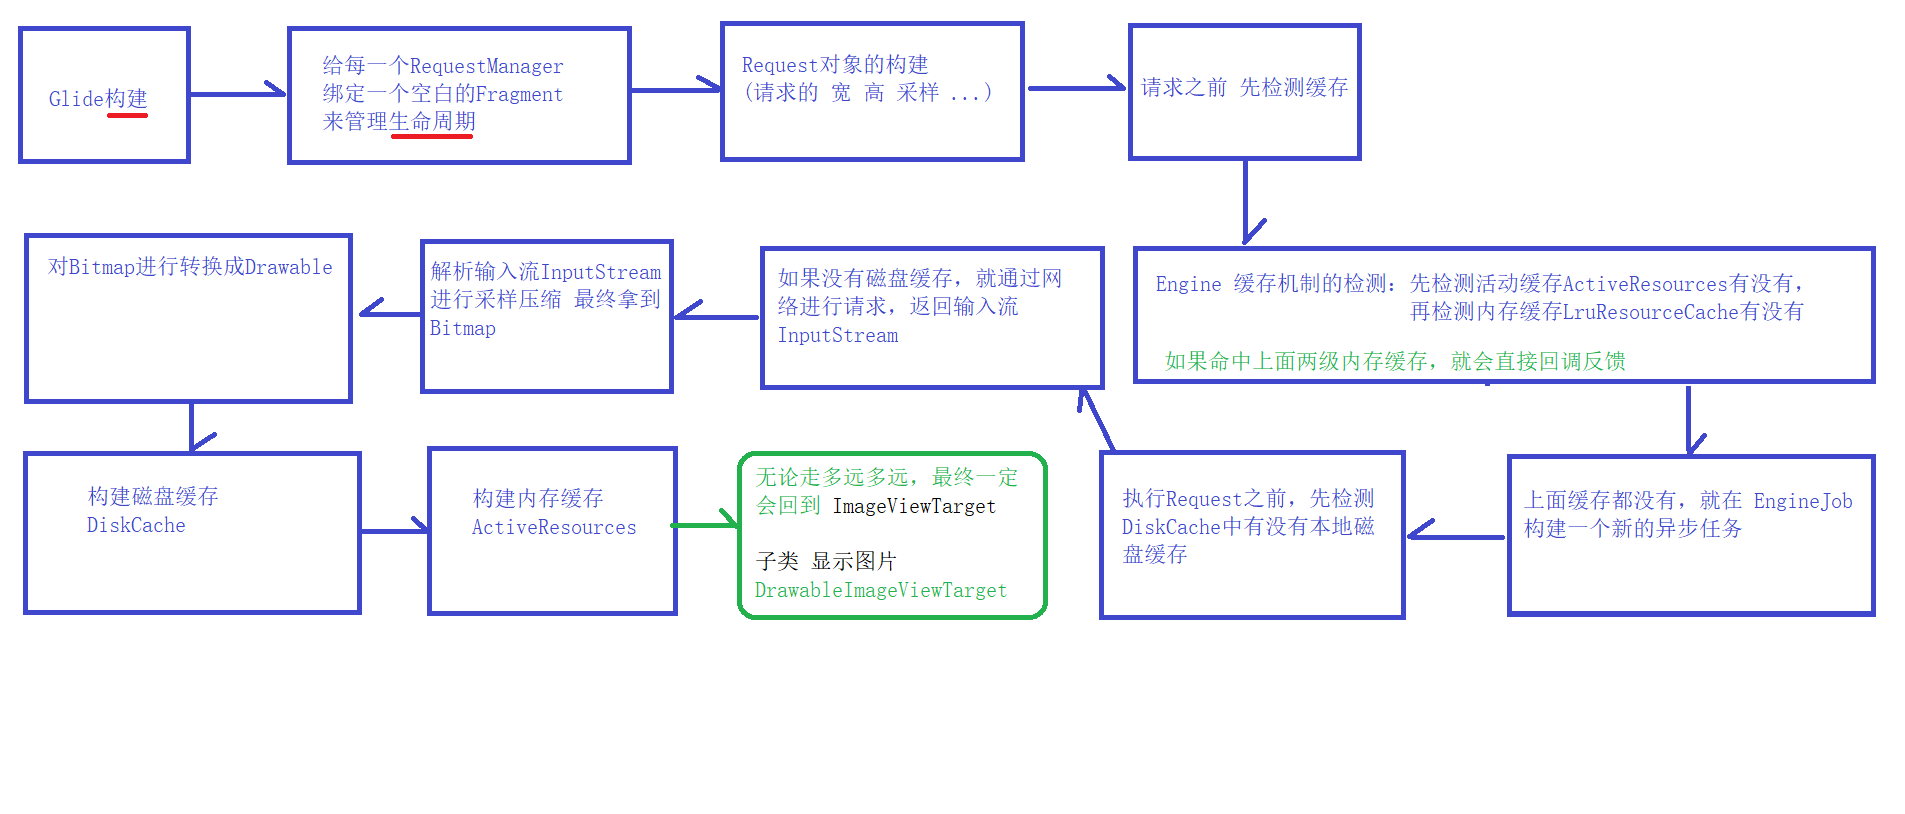 Glide构建
给每一个RequestManager
绑定一个空白的Fragment
来管理生命周期
Request对象的构建
(请求的 宽 高 采样 ...)
请求之前 先检测缓存
Engine 缓存机制的检测：先检测活动缓存ActiveResources有没有，
再检测内存缓存LruResourceCache有没有
如果命中上面两级内存缓存，就会直接回调反馈
上面缓存都没有，就在 EngineJob
构建一个新的异步任务
执行Request之前，先检测
DiskCache中有没有本地磁
盘缓存
如果没有磁盘缓存，就通过网
络进行请求，返回输入流
InputStream
解析输入流InputStream
进行采样压缩 最终拿到
Bitmap
对Bitmap进行转换成Drawable
构建磁盘缓存
DiskCache
构建内存缓存
ActiveResources
无论走多远多远，最终一定
会回到 ImageViewTarget
子类 显示图片
DrawableImageViewTarget